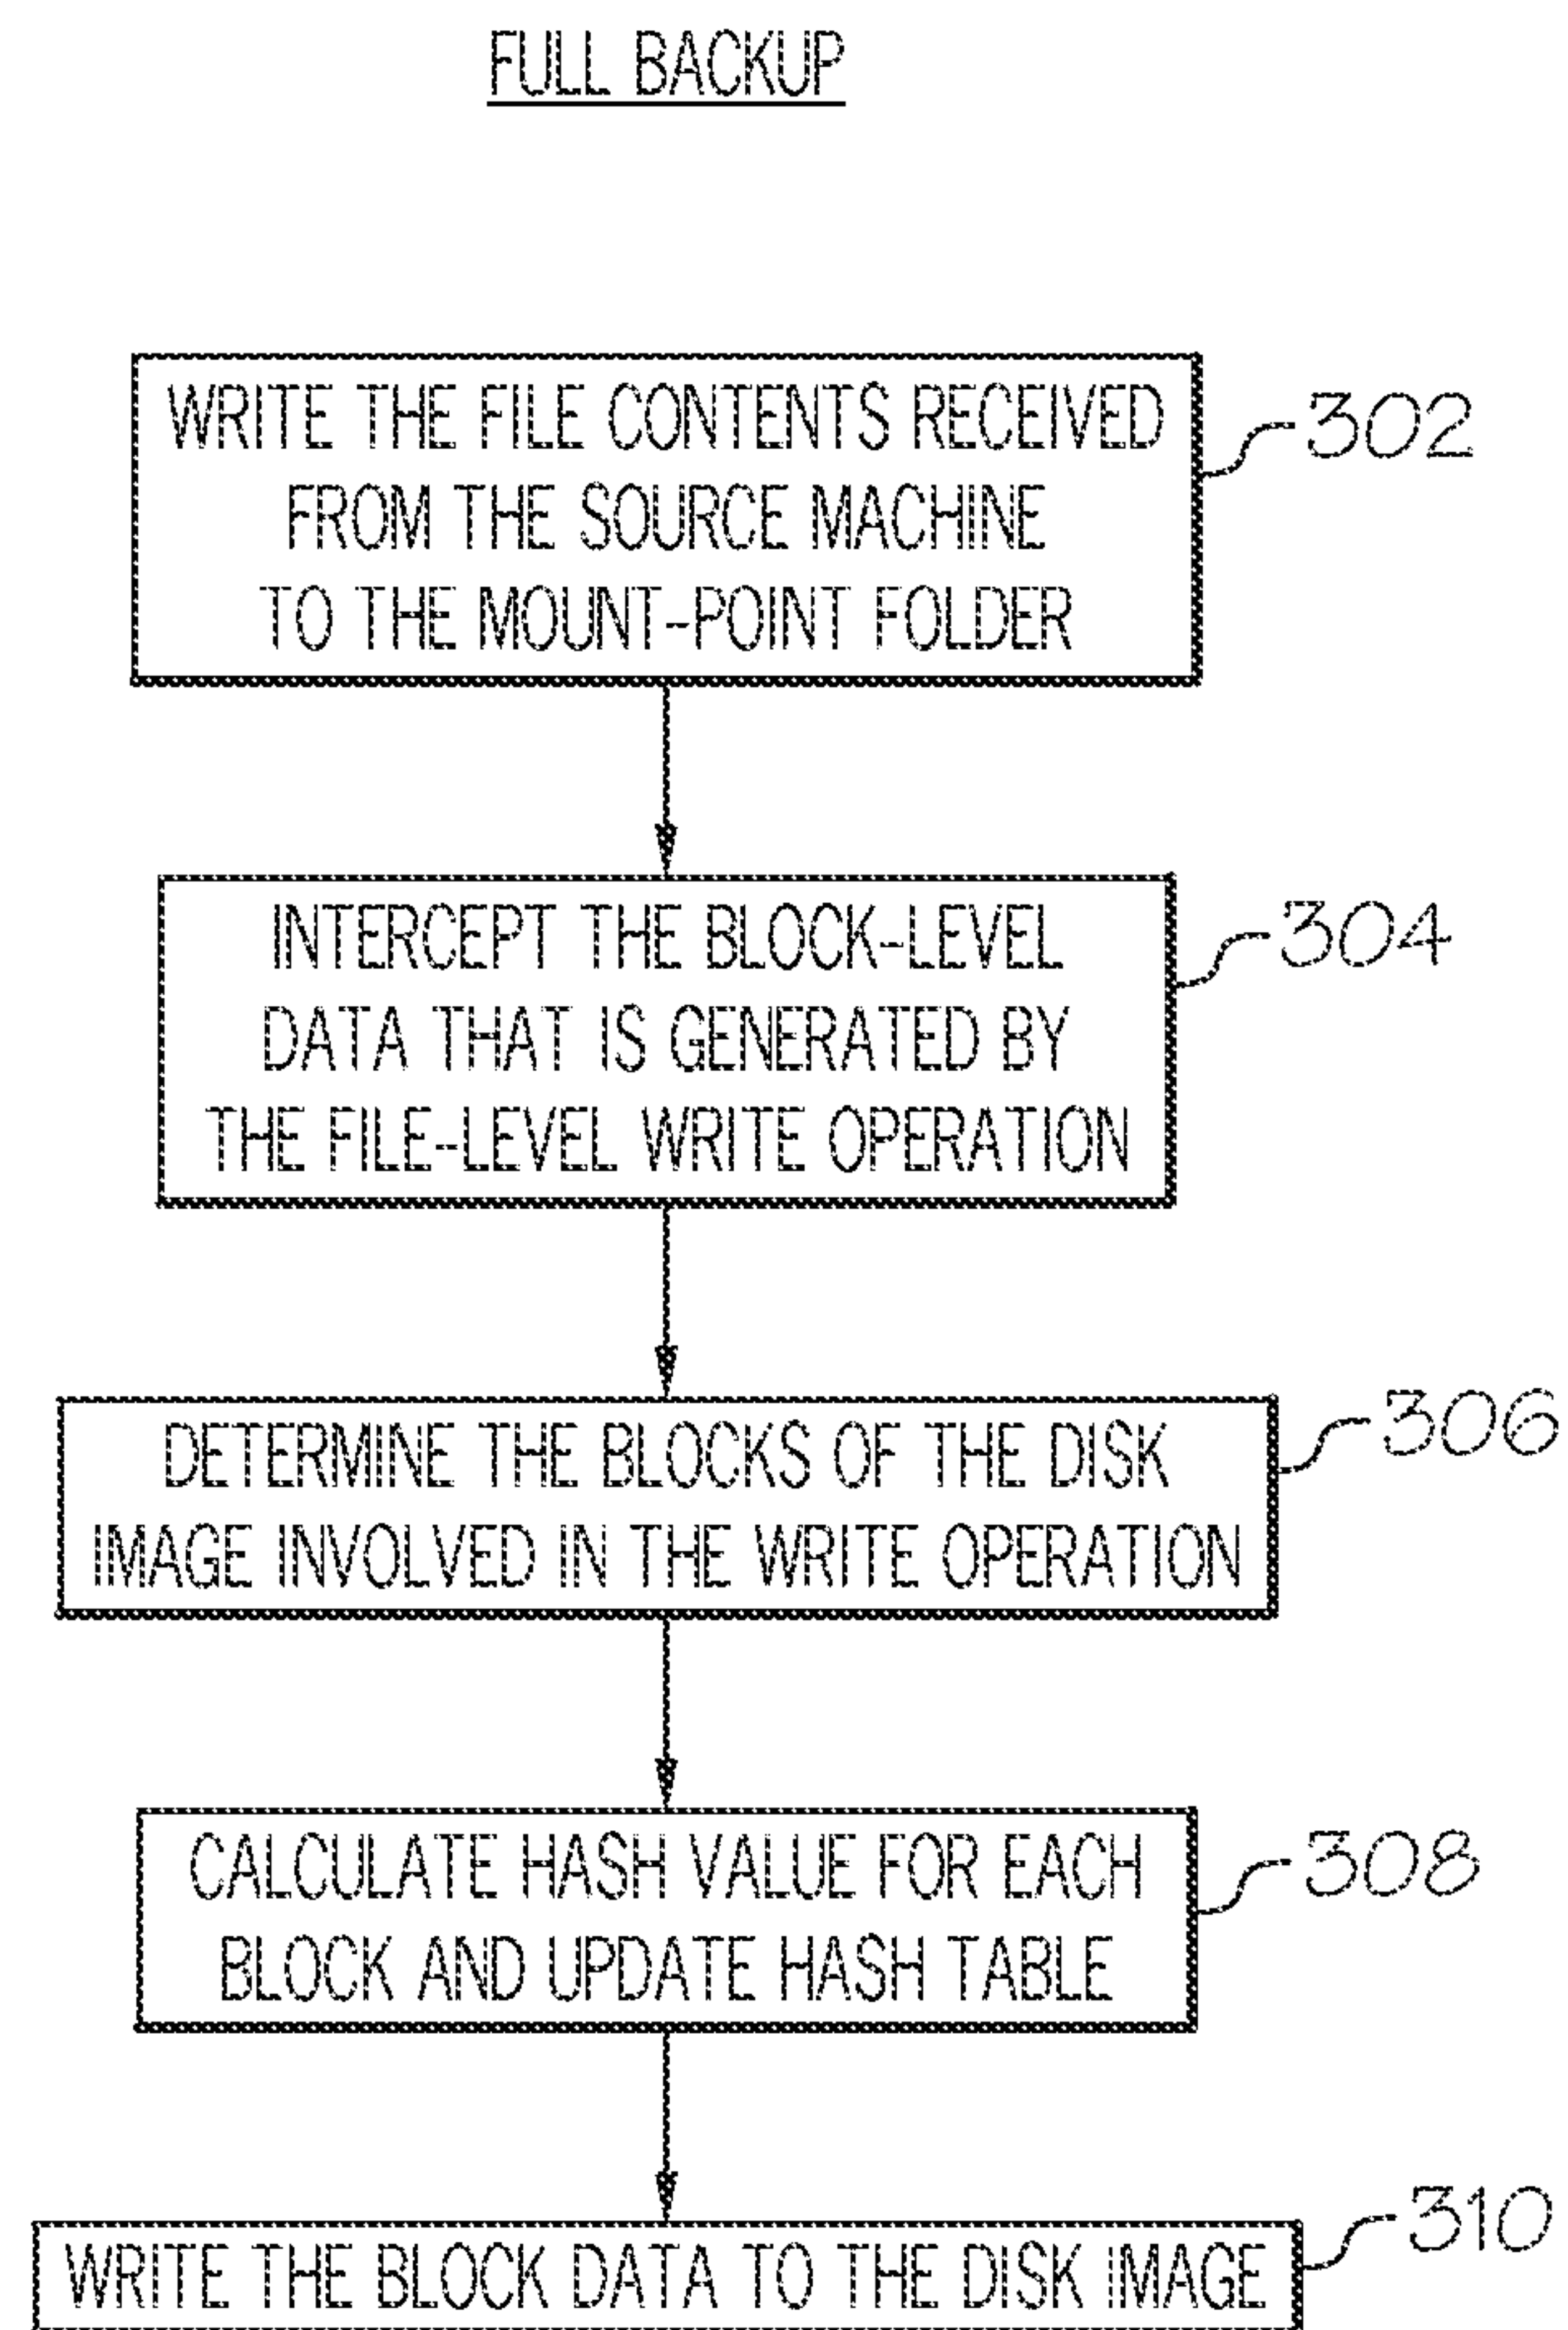 FULL BACKUP
WRITE THE FILE CONTENTS RECEIVED
FROM THE SOURCE MACHINE
TO THE MOUNT-POINT FOLDER
302
INTERCEPT THE BLOCK-LEVEL
DATA THAT IS GENERATED BY
THE FILE-LEVEL WRITE OPERATION
304
DETERMINE THE BLOCKS OF THE DISK
IMAGE INVOLVED IN THE WRITE OPERATION
306
CALCULATE HASH VALUE FOR EACH
BLOCK AND UPDATE HASH TABLE
308
WRITE THE BLOCK DATA TO THE DISK IMAGE
310